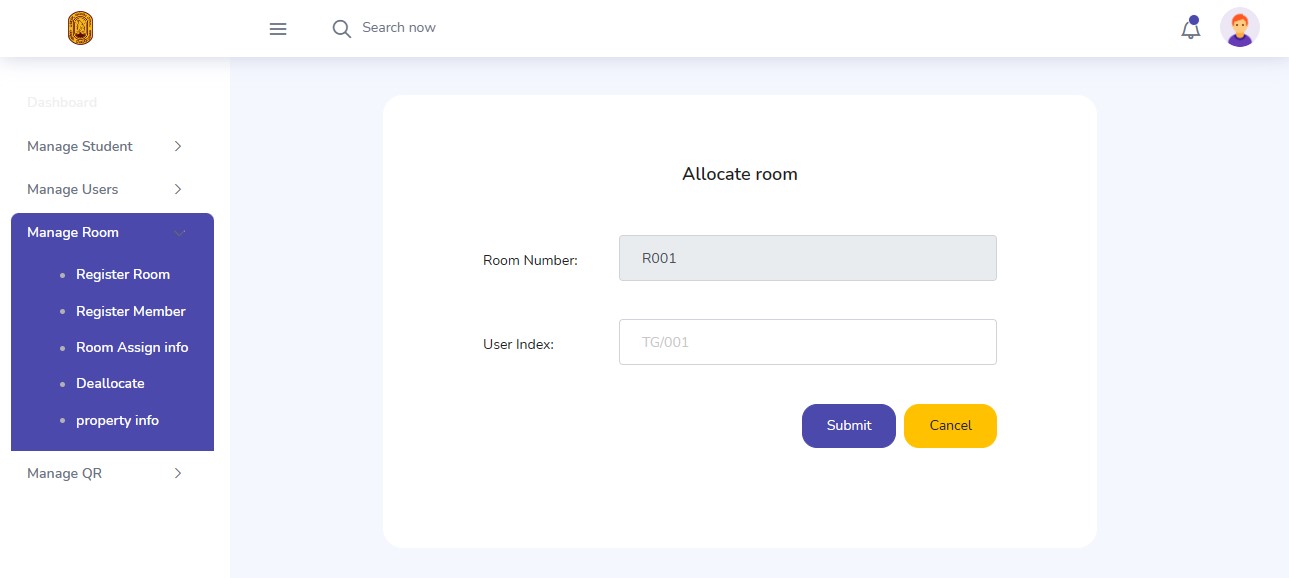 Search now
Dashboard
Manage Student
Manage Users
Manage Room
Register Room
Register Member
Room Assign info
Deallocate
property info
Manage QR
Allocate room
Room Number: R001
User Index: TG/001
Submit Cancel